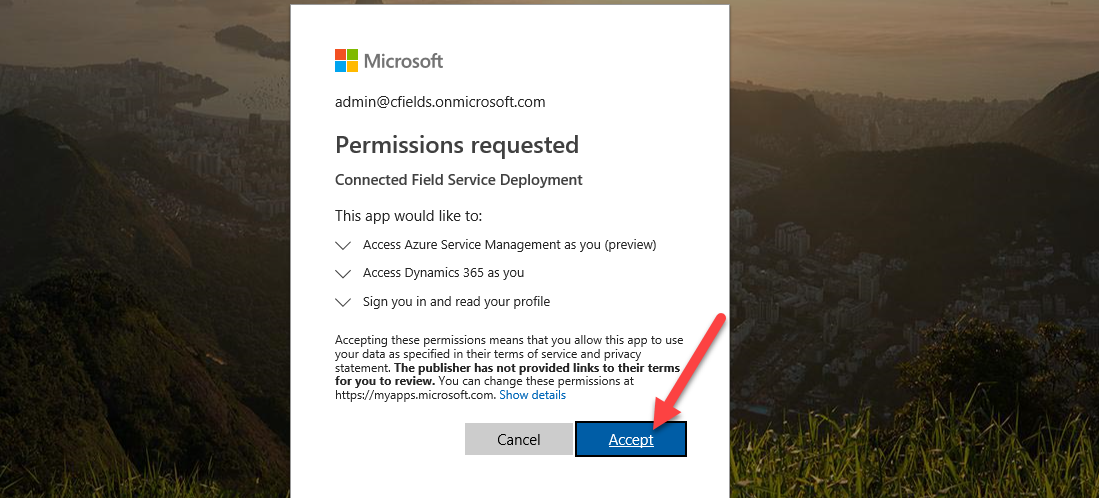 Microsoft
admin@cfields.onmicrosoft.com
Permissions requested
Connected Field Service Deployment
This app would like to:
Access Azure Service Management as you (preview)
Access Dynamics 365 as you
Sign you in and read your profile
Accepting these permissions means that you allow this app to use
your data as specified in their terms of service and privacy
statement. The publisher has not provided links to their terms
for you to review. You can change these permissions at
https://myapps.microsoft.com. Show details
Cancel Accept